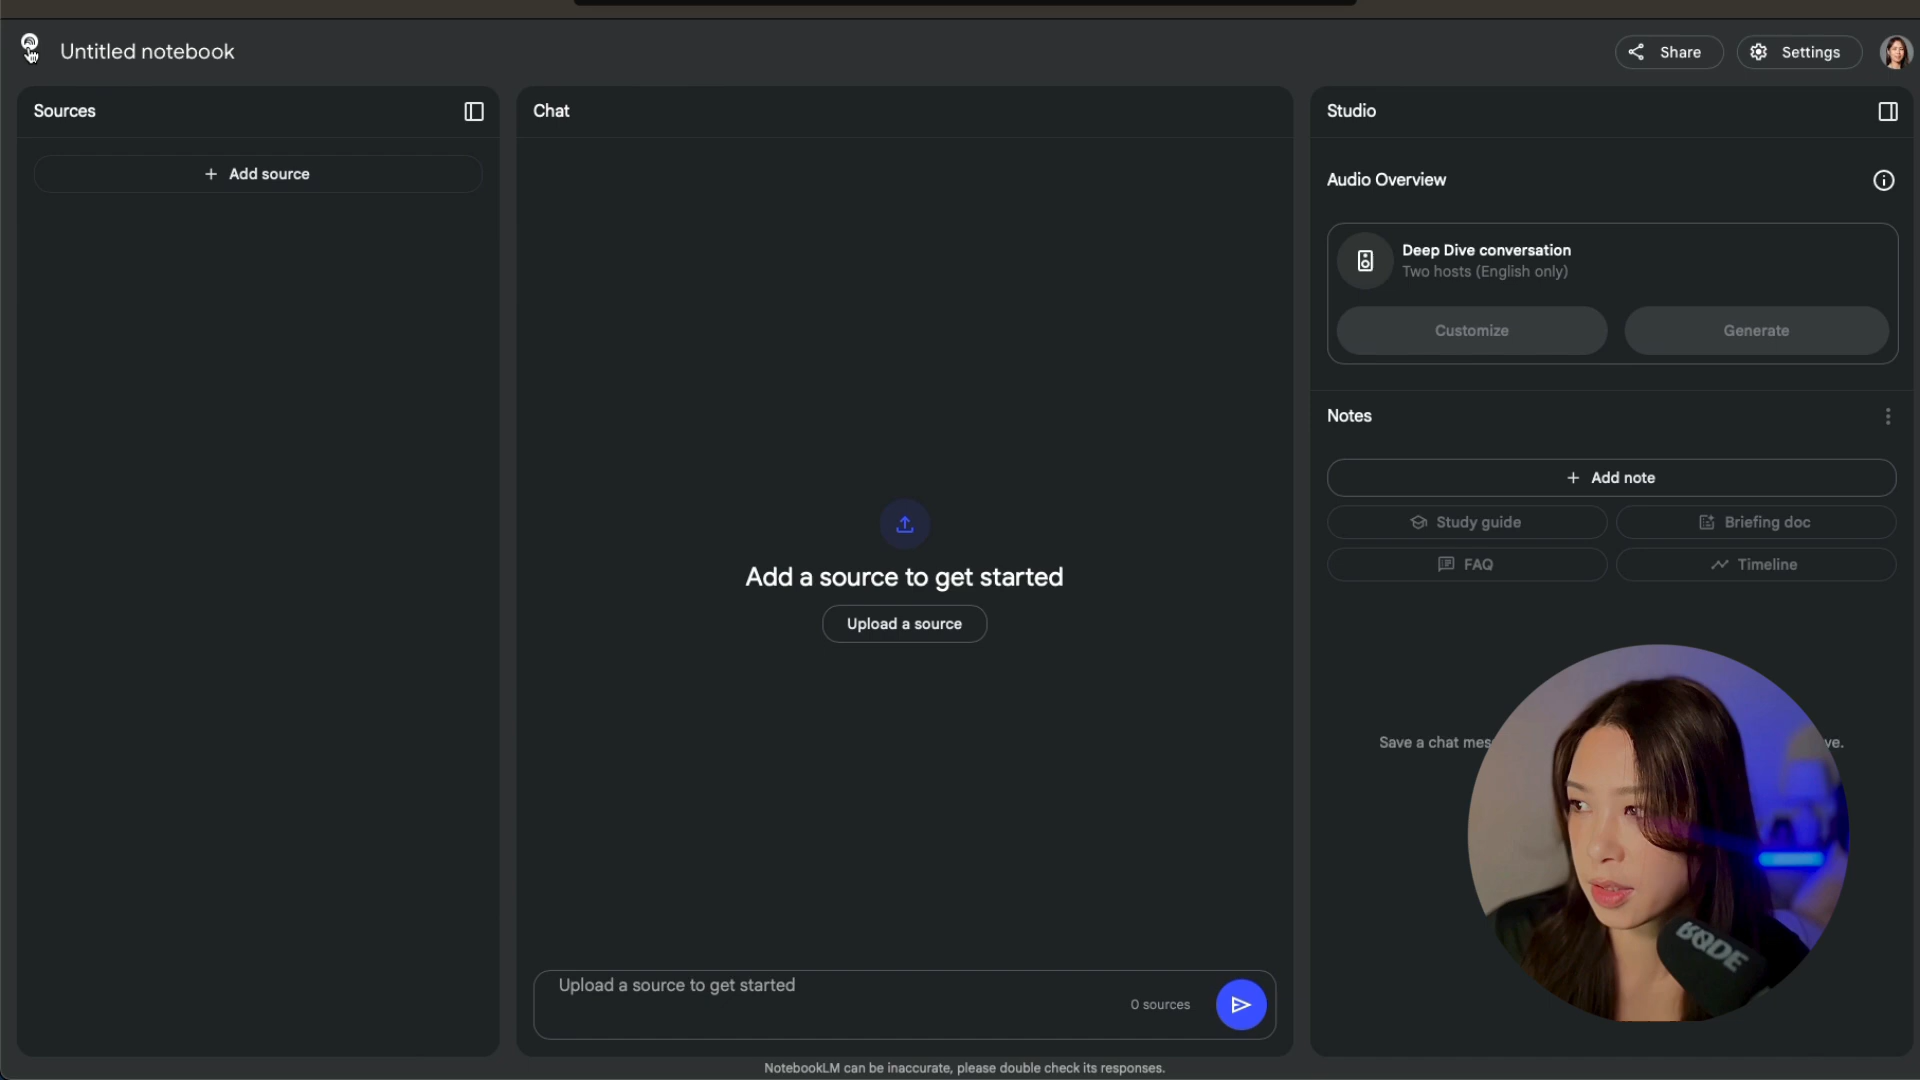 Untitled notebook
Share
Settings
Sources
Add source
Chat
Add a source to get started
Upload a source
Upload a source to get started
0 sources
NotebookLM can be inaccurate, please double check its responses.
Studio
Audio Overview
Deep Dive conversation
Two hosts (English only)
Customize
Generate
Notes
Add note
Study guide
Briefing doc
FAQ
Timeline
Save a chat
RODE